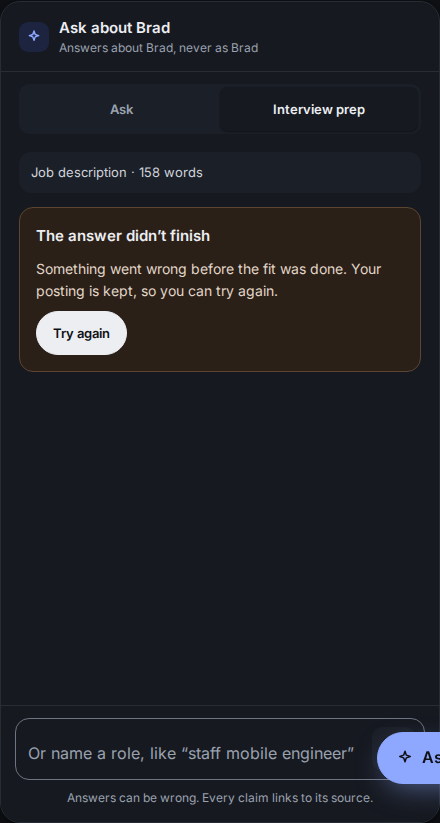 Ask about Brad
Answers about Brad, never as Brad
Ask
Interview prep
Job description · 158 words
The answer didn’t finish
Something went wrong before the fit was done. Your
posting is kept, so you can try again.
Try again
Or name a role, like “staff mobile engineer”
As
Answers can be wrong. Every claim links to its source.